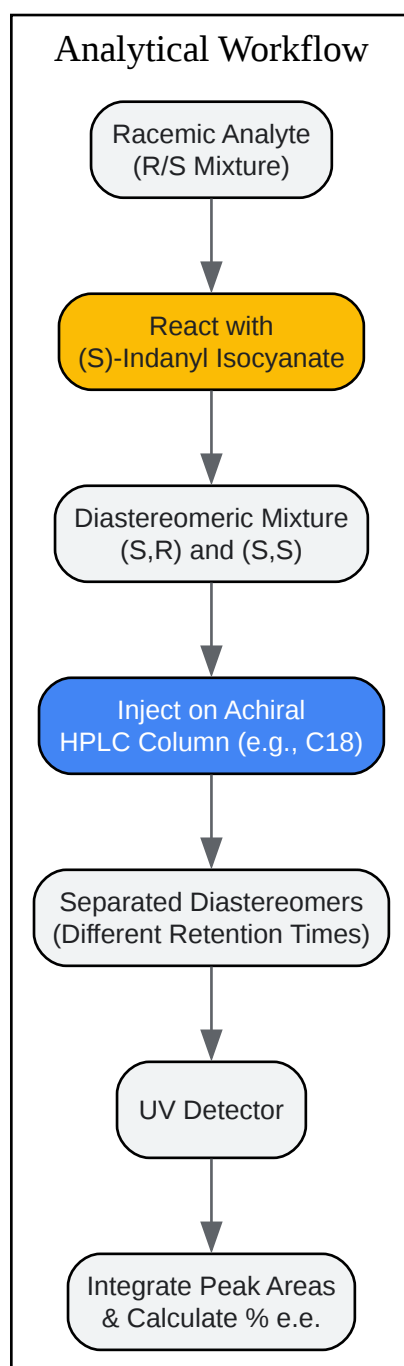 Analytical Workflow
Racemic Analyte
(R/S Mixture)
React with
(S)-Indanyl Isocyanate
Diastereomeric Mixture
(S,R) and (S,S)
Inject on Achiral
HPLC Column (e.g., C18)
Separated Diastereomers
(Different Retention Times)
UV Detector
Integrate Peak Areas
& Calculate % e.e.